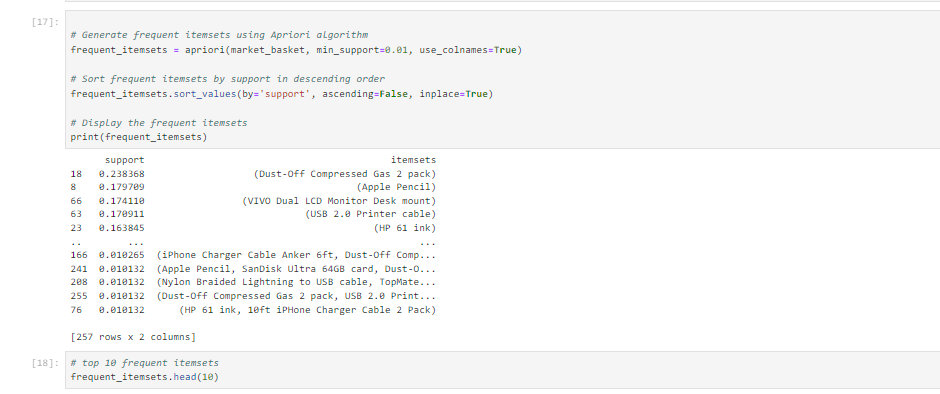 [17]:
# Generate frequent itemsets using Apriori algorithm
frequent_itemsets = apriori(market_basket, min_support=0.01, use_colnames=True)
# Sort frequent itemsets by support in descending order
frequent_itemsets.sort_values(by='support', ascending=False, inplace=True)
# Display the frequent itemsets
print(frequent_itemsets)
support itemsets
18 0.238368 (Dust-Off Compressed Gas 2 pack)
8 0.179709 (Apple Pencil)
66 0.174110 (VIVO Dual LCD Monitor Desk mount)
63 0.170911 (USB 2.0 Printer cable)
23 0.163845 (HP 61 ink)
.. ... ...
166 0.010265 (iPhone Charger Cable Anker 6ft, Dust-Off Comp...
241 0.010132 (Apple Pencil, SanDisk Ultra 64GB card, Dust-O...
208 0.010132 (Nylon Braided Lightning to USB cable, TopMate...
255 0.010132 (Dust-Off Compressed Gas 2 pack, USB 2.0 Print...
76 0.010132 (HP 61 ink, 10ft iPHone Charger Cable 2 Pack)
[257 rows x 2 columns]
[18]: # top 10 frequent itemsets
frequent_itemsets.head(10)